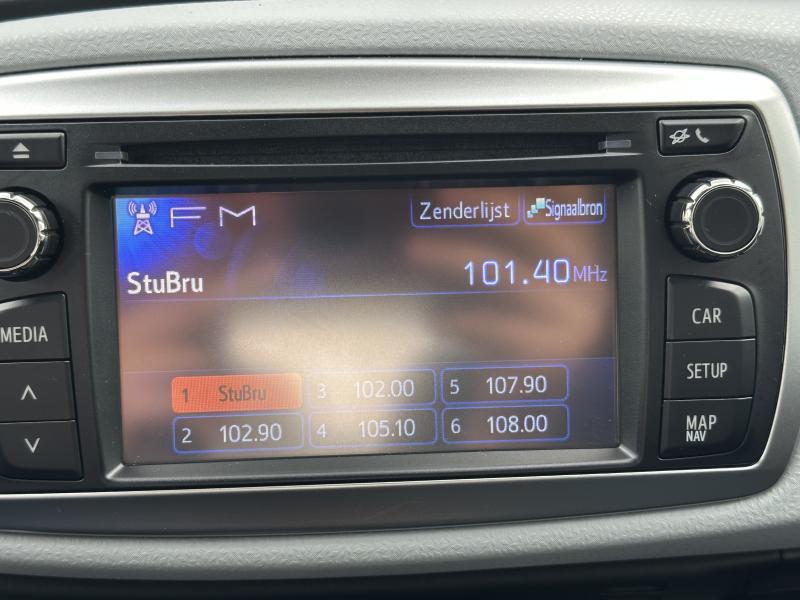 FM
Zenderlijst
Signaalbron
StuBru
101.40MHz
1 StuBru
3 102.00
5 107.90
2 102.90
4 105.10
6 108.00
MEDIA
CAR
SETUP
MAP
NAV